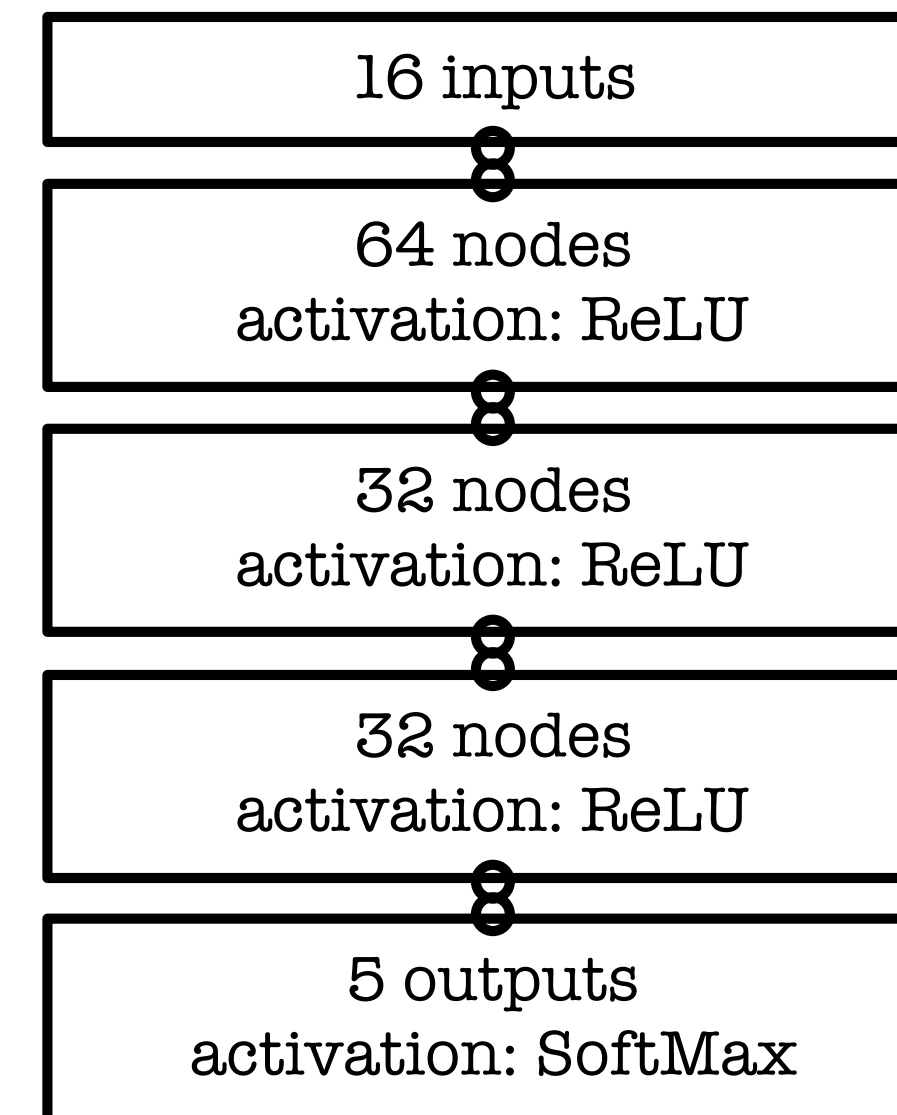 16 inputs
64 nodes
activation: ReLU
32 nodes
activation: ReLU
32 nodes
activation: ReLU
5 outputs
activation: SoftMax